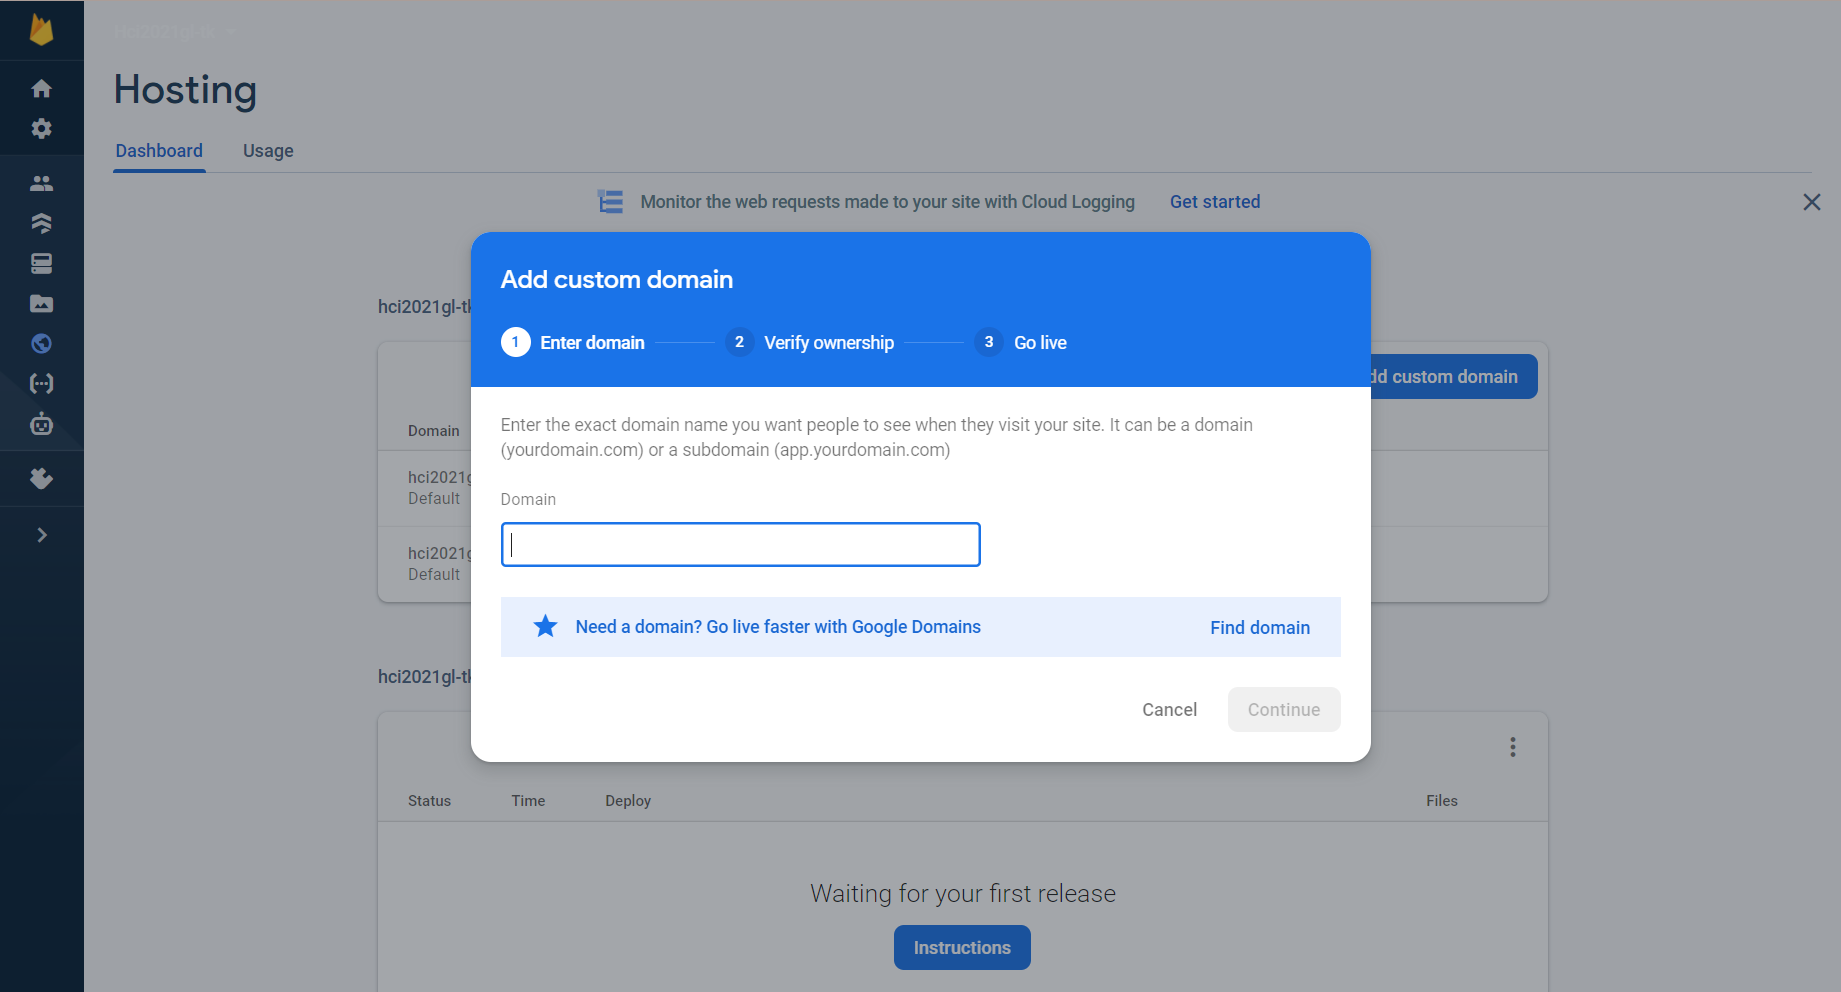 Hci2021gl-tk
Hosting
Dashboard
Usage
Monitor the web requests made to your site with Cloud Logging
Get started
Add custom domain
1 Enter domain
2 Verify ownership
3 Go live
Enter the exact domain name you want people to see when they visit your site. It can be a domain
(yourdomain.com) or a subdomain (app.yourdomain.com)
Domain
Need a domain? Go live faster with Google Domains
Find domain
Cancel
Continue
hci2021gl-tk
dd custom domain
Domain
hci2021g
Default
hci2021g
Default
hci2021gl-tk
Status
Time
Deploy
Files
Waiting for your first release
Instructions